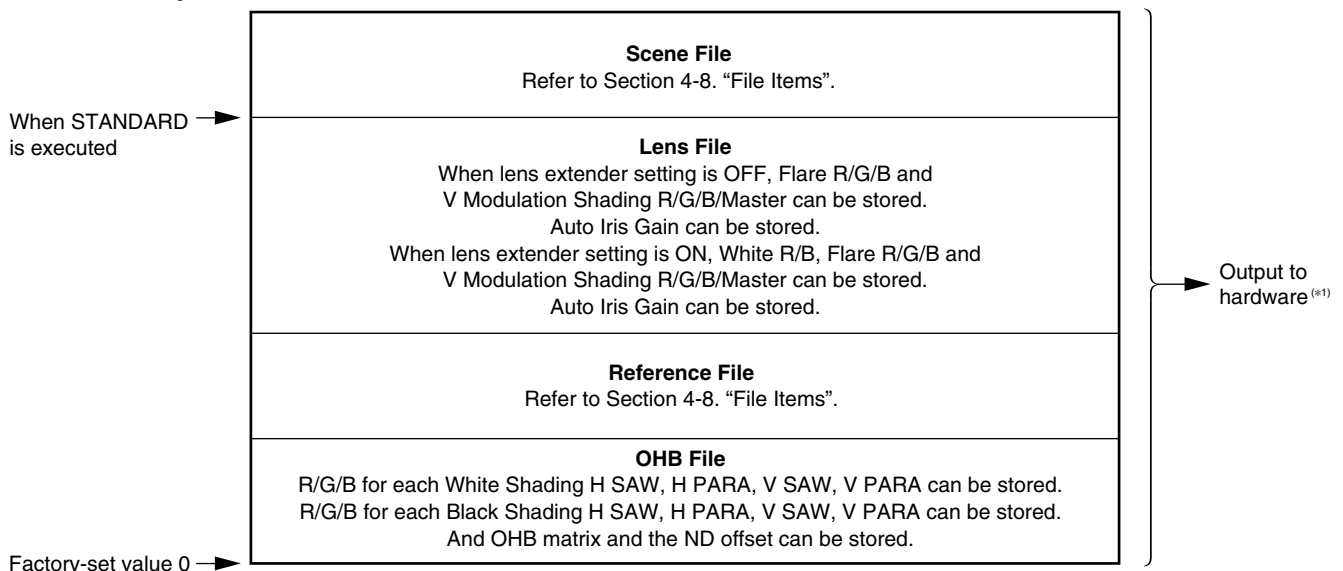 Scene File
Refer to Section 4-8. “File Items”.
When STANDARD
is executed
Lens File
When lens extender setting is OFF, Flare R/G/B and
V Modulation Shading R/G/B/Master can be stored.
Auto Iris Gain can be stored.
When lens extender setting is ON, White R/B, Flare R/G/B and
V Modulation Shading R/G/B/Master can be stored.
Auto Iris Gain can be stored.
Output to
hardware (*1)
Reference File
Refer to Section 4-8. “File Items”.
OHB File
R/G/B for each White Shading H SAW, H PARA, V SAW, V PARA can be stored.
R/G/B for each Black Shading H SAW, H PARA, V SAW, V PARA can be stored.
And OHB matrix and the ND offset can be stored.
Factory-set value 0